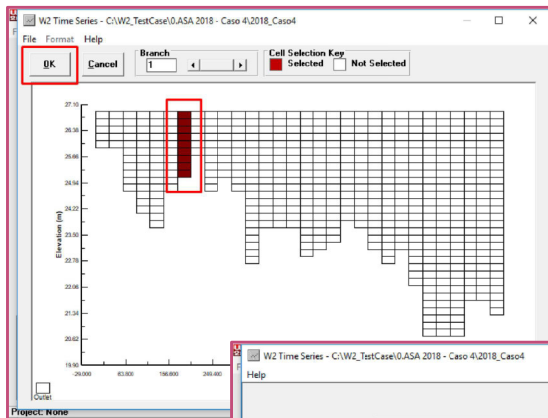 W2 Time Series - C:\W2_TestCase\0.ASA 2018 - Caso 4\2018_Caso4
File Format Help
OK Cancel
Branch
1
Cell Selection Key
Selected Not Selected
27.10
26.38
25.66
24.94
24.22
23.50
22.78
22.06
21.34
20.62
19.90
Elevation (m)
-29.000 63.800 156.600 249.400
Outlet
Project: None
W2 Time Series - C:\W2_TestCase\0.ASA 2018 - Caso 4\2018_Caso4
Help